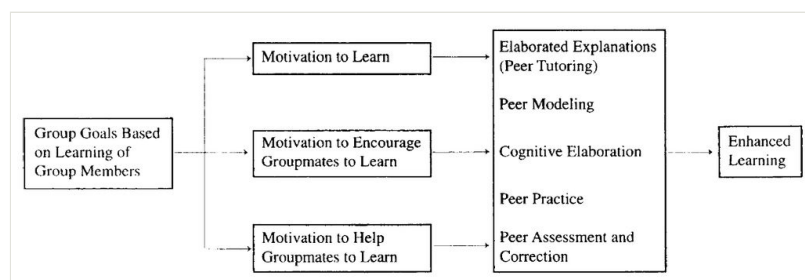 Group Goals Based
on Learning of
Group Members
Motivation to Learn
Motivation to Encourage
Groupmates to Learn
Motivation to Help
Groupmates to Learn
Elaborated Explanations
(Peer Tutoring)
Peer Modeling
Cognitive Elaboration
Peer Practice
Peer Assessment and
Correction
Enhanced
Learning